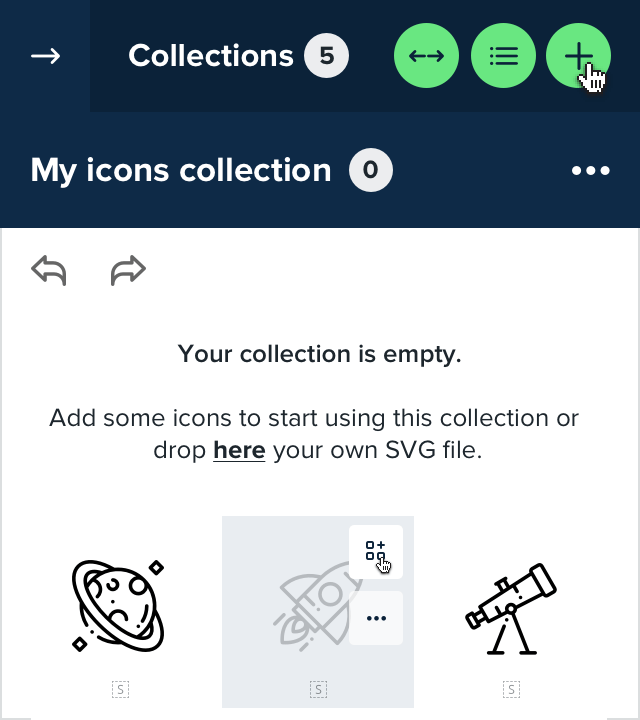 Collections 5
My icons collection 0
Your collection is empty.
Add some icons to start using this collection or
drop here your own SVG file.
S S S